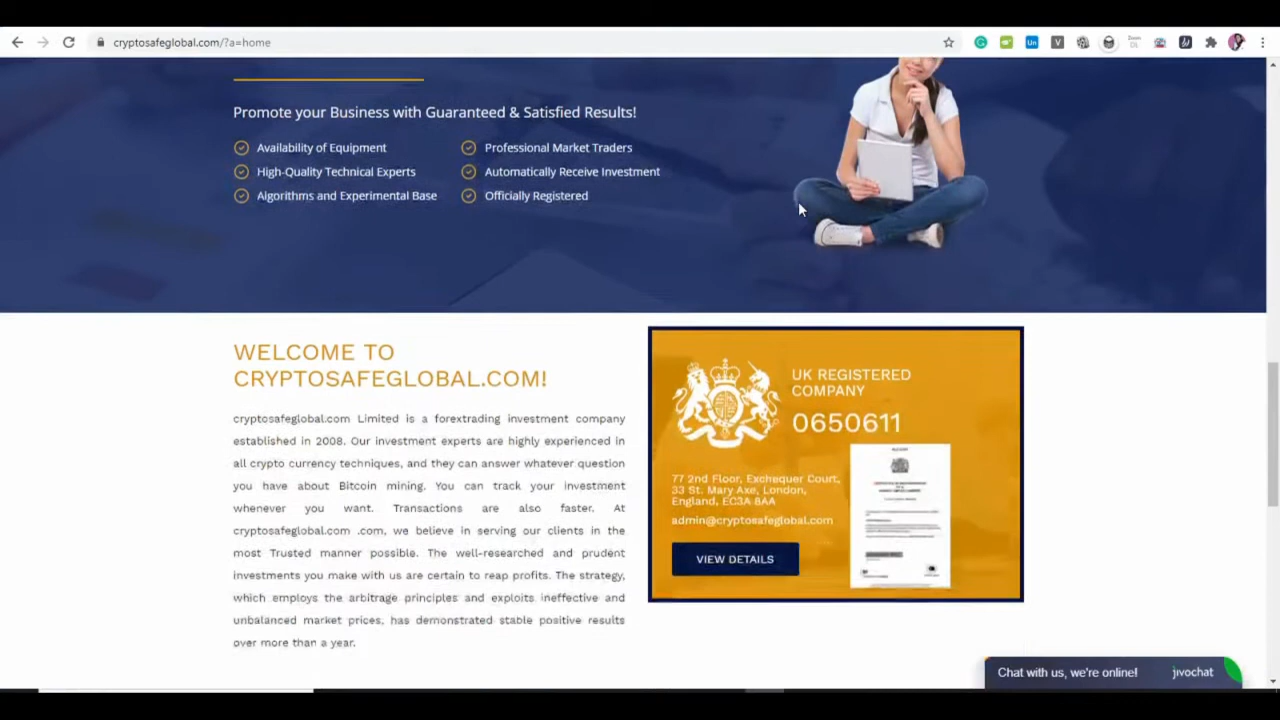 cryptosafeglobal.com/?a=home
Promote your Business with Guaranteed & Satisfied Results!
Availability of Equipment
Professional Market Traders
High-Quality Technical Experts
Automatically Receive Investment
Algorithms and Experimental Base
Officially Registered
WELCOME TO
CRYPTOSAFEGLOBAL.COM!
cryptosafeglobal.com Limited is a forextrading investment company
established in 2008. Our investment experts are highly experienced in
all crypto currency techniques, and they can answer whatever question
you have about Bitcoin mining. You can track your investment
whenever you want. Transactions are also faster. At
cryptosafeglobal.com .com, we believe in serving our clients in the
most Trusted manner possible. The well-researched and prudent
investments you make with us are certain to reap profits. The strategy,
which employs the arbitrage principles and exploits ineffective and
unbalanced market prices, has demonstrated stable positive results
over more than a year.
UK REGISTERED
COMPANY
0650611
77 2nd Floor, Exchequer Court,
33 St. Mary Axe, London,
England, EC3A 8AA
admin@cryptosafeglobal.com
VIEW DETAILS
Chat with us, we're online!
jivochat